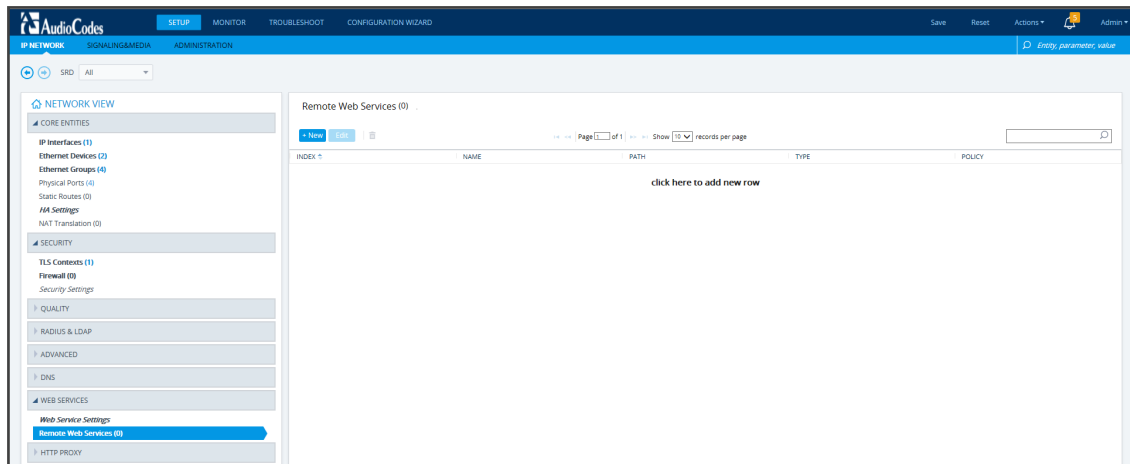 AudioCodes SETUP MONITOR TROUBLESHOOT CONFIGURATION WIZARD Save Reset Actions 5 Admin
IP NETWORK SIGNALING&MEDIA ADMINISTRATION Entity, parameter, value
SRD All
NETWORK VIEW
CORE ENTITIES
IP Interfaces (1)
Ethernet Devices (2)
Ethernet Groups (4)
Physical Ports (4)
Static Routes (0)
HA Settings
NAT Translation (0)
SECURITY
TLS Contexts (1)
Firewall (0)
Security Settings
QUALITY
RADIUS & LDAP
ADVANCED
DNS
WEB SERVICES
Web Service Settings
Remote Web Services (0)
HTTP PROXY
Remote Web Services (0)
+ New Edit Page 1 of 1 Show 10 records per page
INDEX NAME PATH TYPE POLICY
click here to add new row